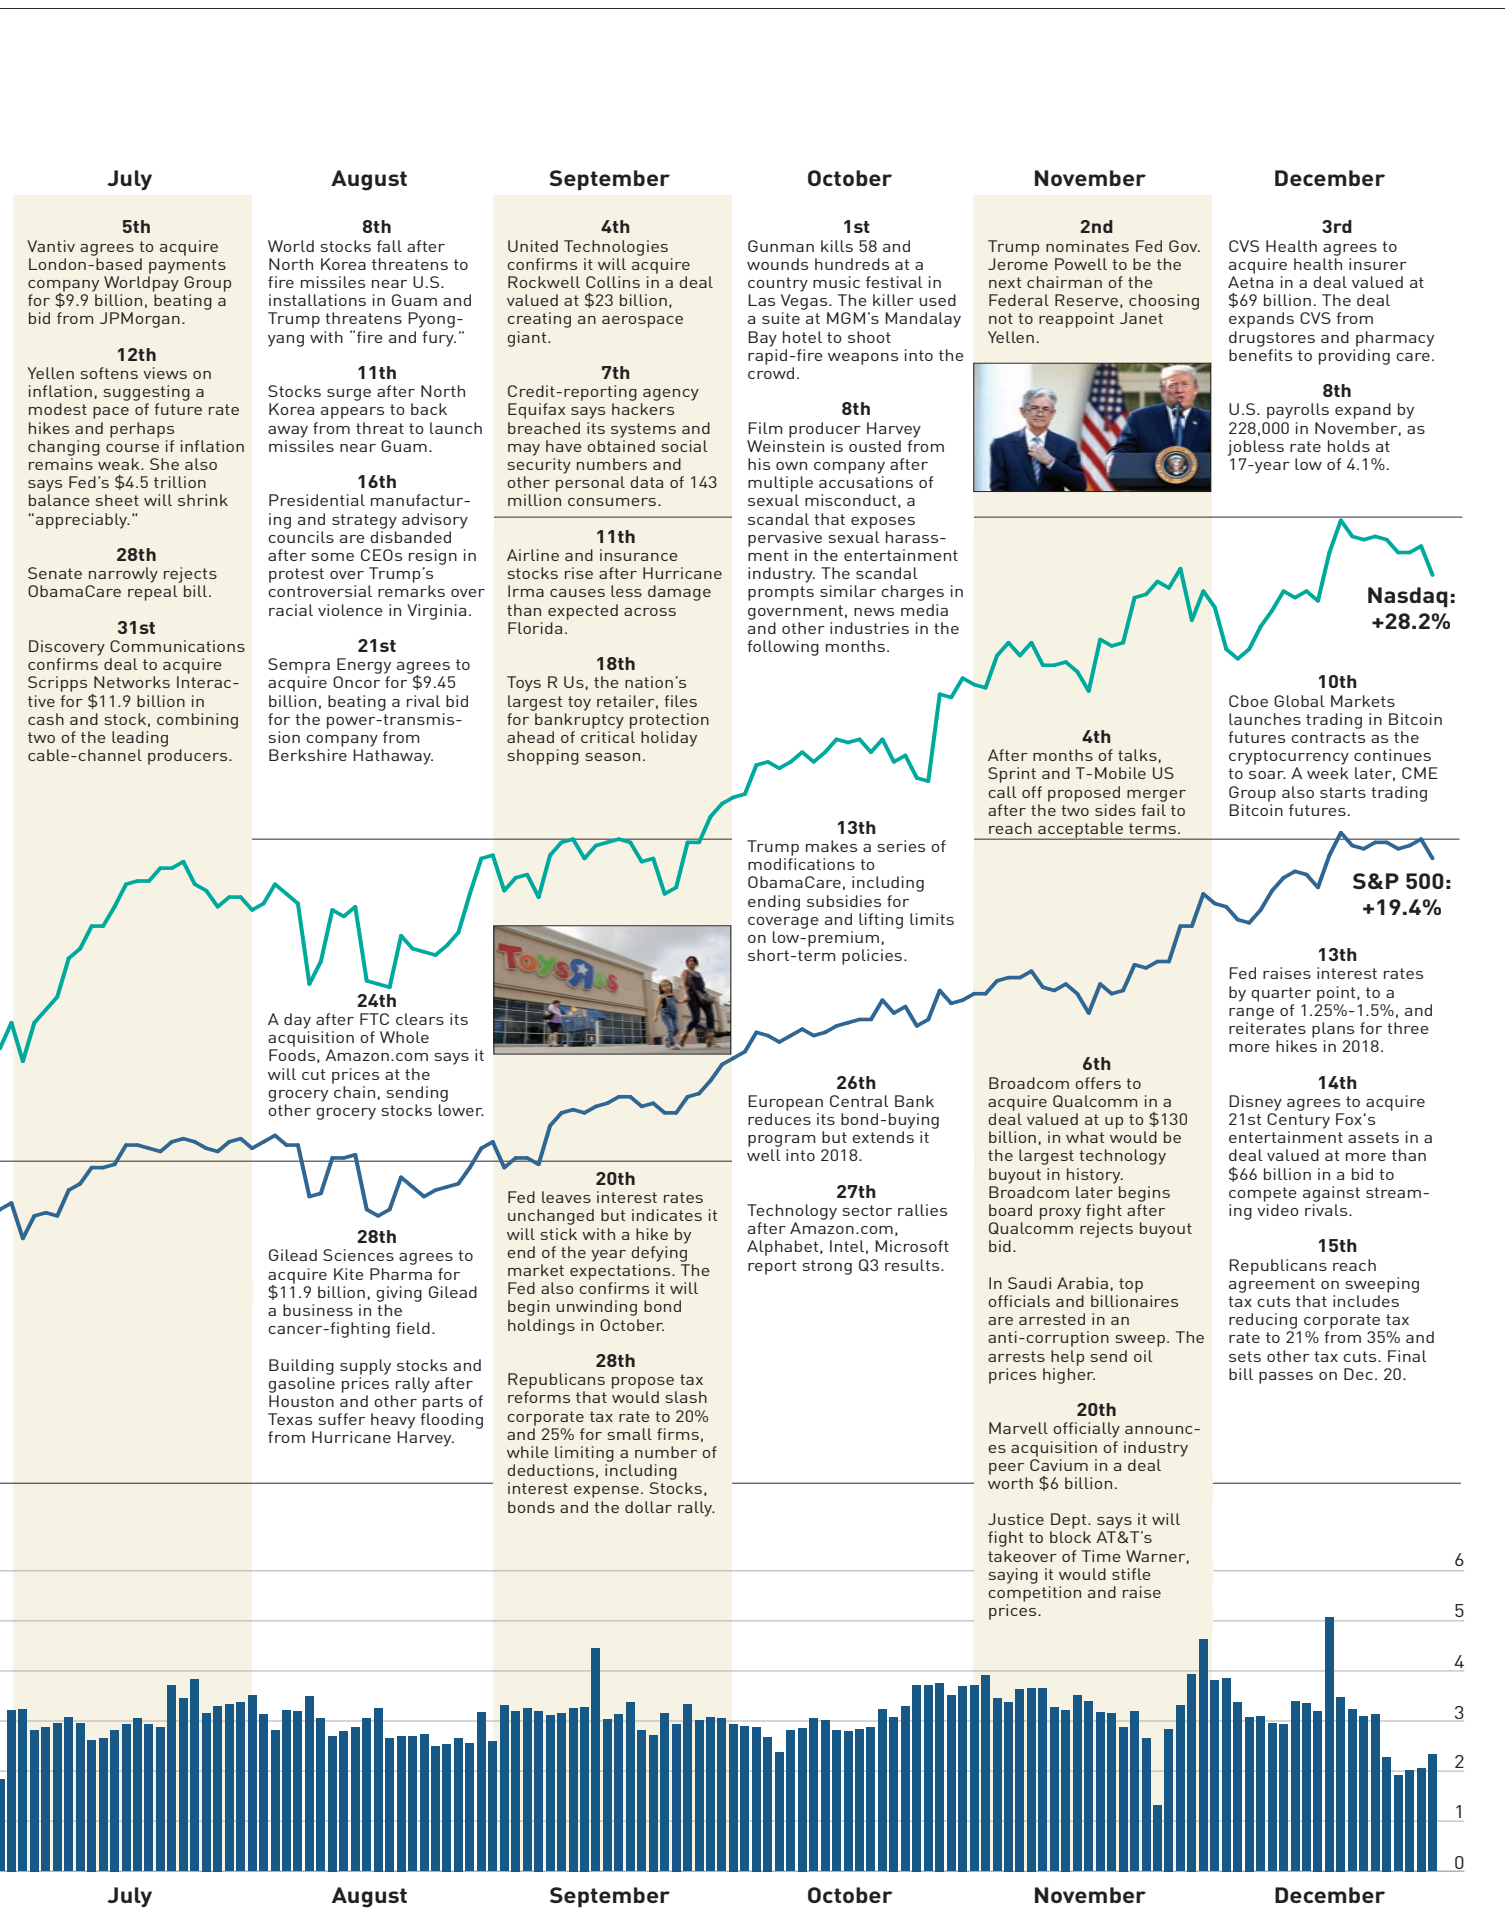 July
August
September
October
November
December
5th
Vantiv agrees to acquire
London-based payments
company Worldpay Group
for $9.9 billion, beating a
bid from JPMorgan.
12th
Yellen softens views on
inflation, suggesting a
modest pace of future rate
hikes and perhaps
changing course if inflation
remains weak. She also
says Fed's $4.5 trillion
balance sheet will shrink
"appreciably."
28th
Senate narrowly rejects
ObamaCare repeal bill.
31st
Discovery Communications
confirms deal to acquire
Scripps Networks Interac-
tive for $11.9 billion in
cash and stock, combining
two of the leading
cable-channel producers.
8th
World stocks fall after
North Korea threatens to
fire missiles near U.S.
installations in Guam and
Trump threatens Pyong-
yang with "fire and fury."
11th
Stocks surge after North
Korea appears to back
away from threat to launch
missiles near Guam.
16th
Presidential manufactur-
ing and strategy advisory
councils are disbanded
after some CEOs resign in
protest over Trump's
controversial remarks over
racial violence in Virginia.
21st
Sempra Energy agrees to
acquire Oncor for $9.45
billion, beating a rival bid
for the power-transmis-
sion company from
Berkshire Hathaway.
24th
A day after FTC clears its
acquisition of Whole
Foods, Amazon.com says it
will cut prices at the
grocery chain, sending
other grocery stocks lower.
28th
Gilead Sciences agrees to
acquire Kite Pharma for
$11.9 billion, giving Gilead
a business in the
cancer-fighting field.
Building supply stocks and
gasoline prices rally after
Houston and other parts of
Texas suffer heavy flooding
from Hurricane Harvey.
4th
United Technologies
confirms it will acquire
Rockwell Collins in a deal
valued at $23 billion,
creating an aerospace
giant.
7th
Credit-reporting agency
Equifax says hackers
breached its systems and
may have obtained social
security numbers and
other personal data of 143
million consumers.
11th
Airline and insurance
stocks rise after Hurricane
Irma causes less damage
than expected across
Florida.
18th
Toys R Us, the nation's
largest toy retailer, files
for bankruptcy protection
ahead of critical holiday
shopping season.
ToysRUs
20th
Fed leaves interest rates
unchanged but indicates it
will stick with a hike by
end of the year defying
market expectations. The
Fed also confirms it will
begin unwinding bond
holdings in October.
28th
Republicans propose tax
reforms that would slash
corporate tax rate to 20%
and 25% for small firms,
while limiting a number of
deductions, including
interest expense. Stocks,
bonds and the dollar rally.
1st
Gunman kills 58 and
wounds hundreds at a
country music festival in
Las Vegas. The killer used
a suite at MGM's Mandalay
Bay hotel to shoot
rapid-fire weapons into the
crowd.
8th
Film producer Harvey
Weinstein is ousted from
his own company after
multiple accusations of
sexual misconduct, a
scandal that exposes
pervasive sexual harass-
ment in the entertainment
industry. The scandal
prompts similar charges in
government, news media
and other industries in the
following months.
13th
Trump makes a series of
modifications to
ObamaCare, including
ending subsidies for
coverage and lifting limits
on low-premium,
short-term policies.
26th
European Central Bank
reduces its bond-buying
program but extends it
well into 2018.
27th
Technology sector rallies
after Amazon.com,
Alphabet, Intel, Microsoft
report strong Q3 results.
2nd
Trump nominates Fed Gov.
Jerome Powell to be the
next chairman of the
Federal Reserve, choosing
not to reappoint Janet
Yellen.
4th
After months of talks,
Sprint and T-Mobile US
call off proposed merger
after the two sides fail to
reach acceptable terms.
6th
Broadcom offers to
acquire Qualcomm in a
deal valued at up to $130
billion, in what would be
the largest technology
buyout in history.
Broadcom later begins
board proxy fight after
Qualcomm rejects buyout
bid.
In Saudi Arabia, top
officials and billionaires
are arrested in an
anti-corruption sweep. The
arrests help send oil
prices higher.
20th
Marvell officially announc-
es acquisition of industry
peer Cavium in a deal
worth $6 billion.
Justice Dept. says it will
fight to block AT&T's
takeover of Time Warner,
saying it would stifle
competition and raise
prices.
3rd
CVS Health agrees to
acquire health insurer
Aetna in a deal valued at
$69 billion. The deal
expands CVS from
drugstores and pharmacy
benefits to providing care.
8th
U.S. payrolls expand by
228,000 in November, as
jobless rate holds at
17-year low of 4.1%.
Nasdaq:
+28.2%
10th
Cboe Global Markets
launches trading in Bitcoin
futures contracts as the
cryptocurrency continues
to soar. A week later, CME
Group also starts trading
Bitcoin futures.
S&P 500:
+19.4%
13th
Fed raises interest rates
by quarter point, to a
range of 1.25%-1.5%, and
reiterates plans for three
more hikes in 2018.
14th
Disney agrees to acquire
21st Century Fox's
entertainment assets in a
deal valued at more than
$66 billion in a bid to
compete against stream-
ing video rivals.
15th
Republicans reach
agreement on sweeping
tax cuts that includes
reducing corporate tax
rate to 21% from 35% and
sets other tax cuts. Final
bill passes on Dec. 20.
6
5
4
3
2
1
0
July
August
September
October
November
December